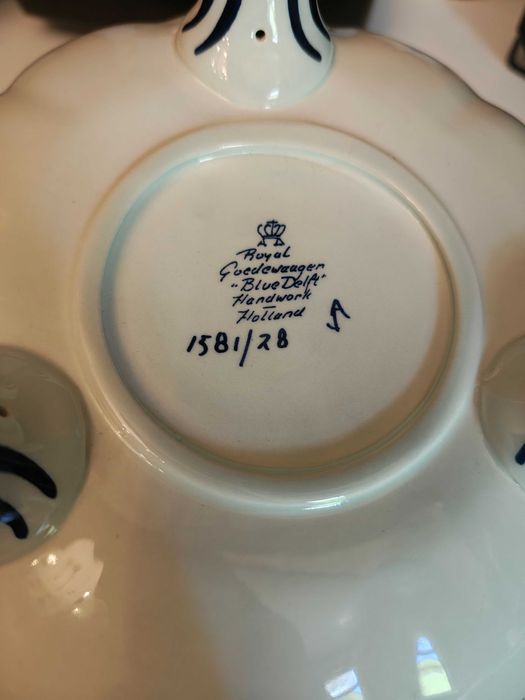 Royal
Goedewaagen
"Blue Delft"
Handwork
Holland
1581/28